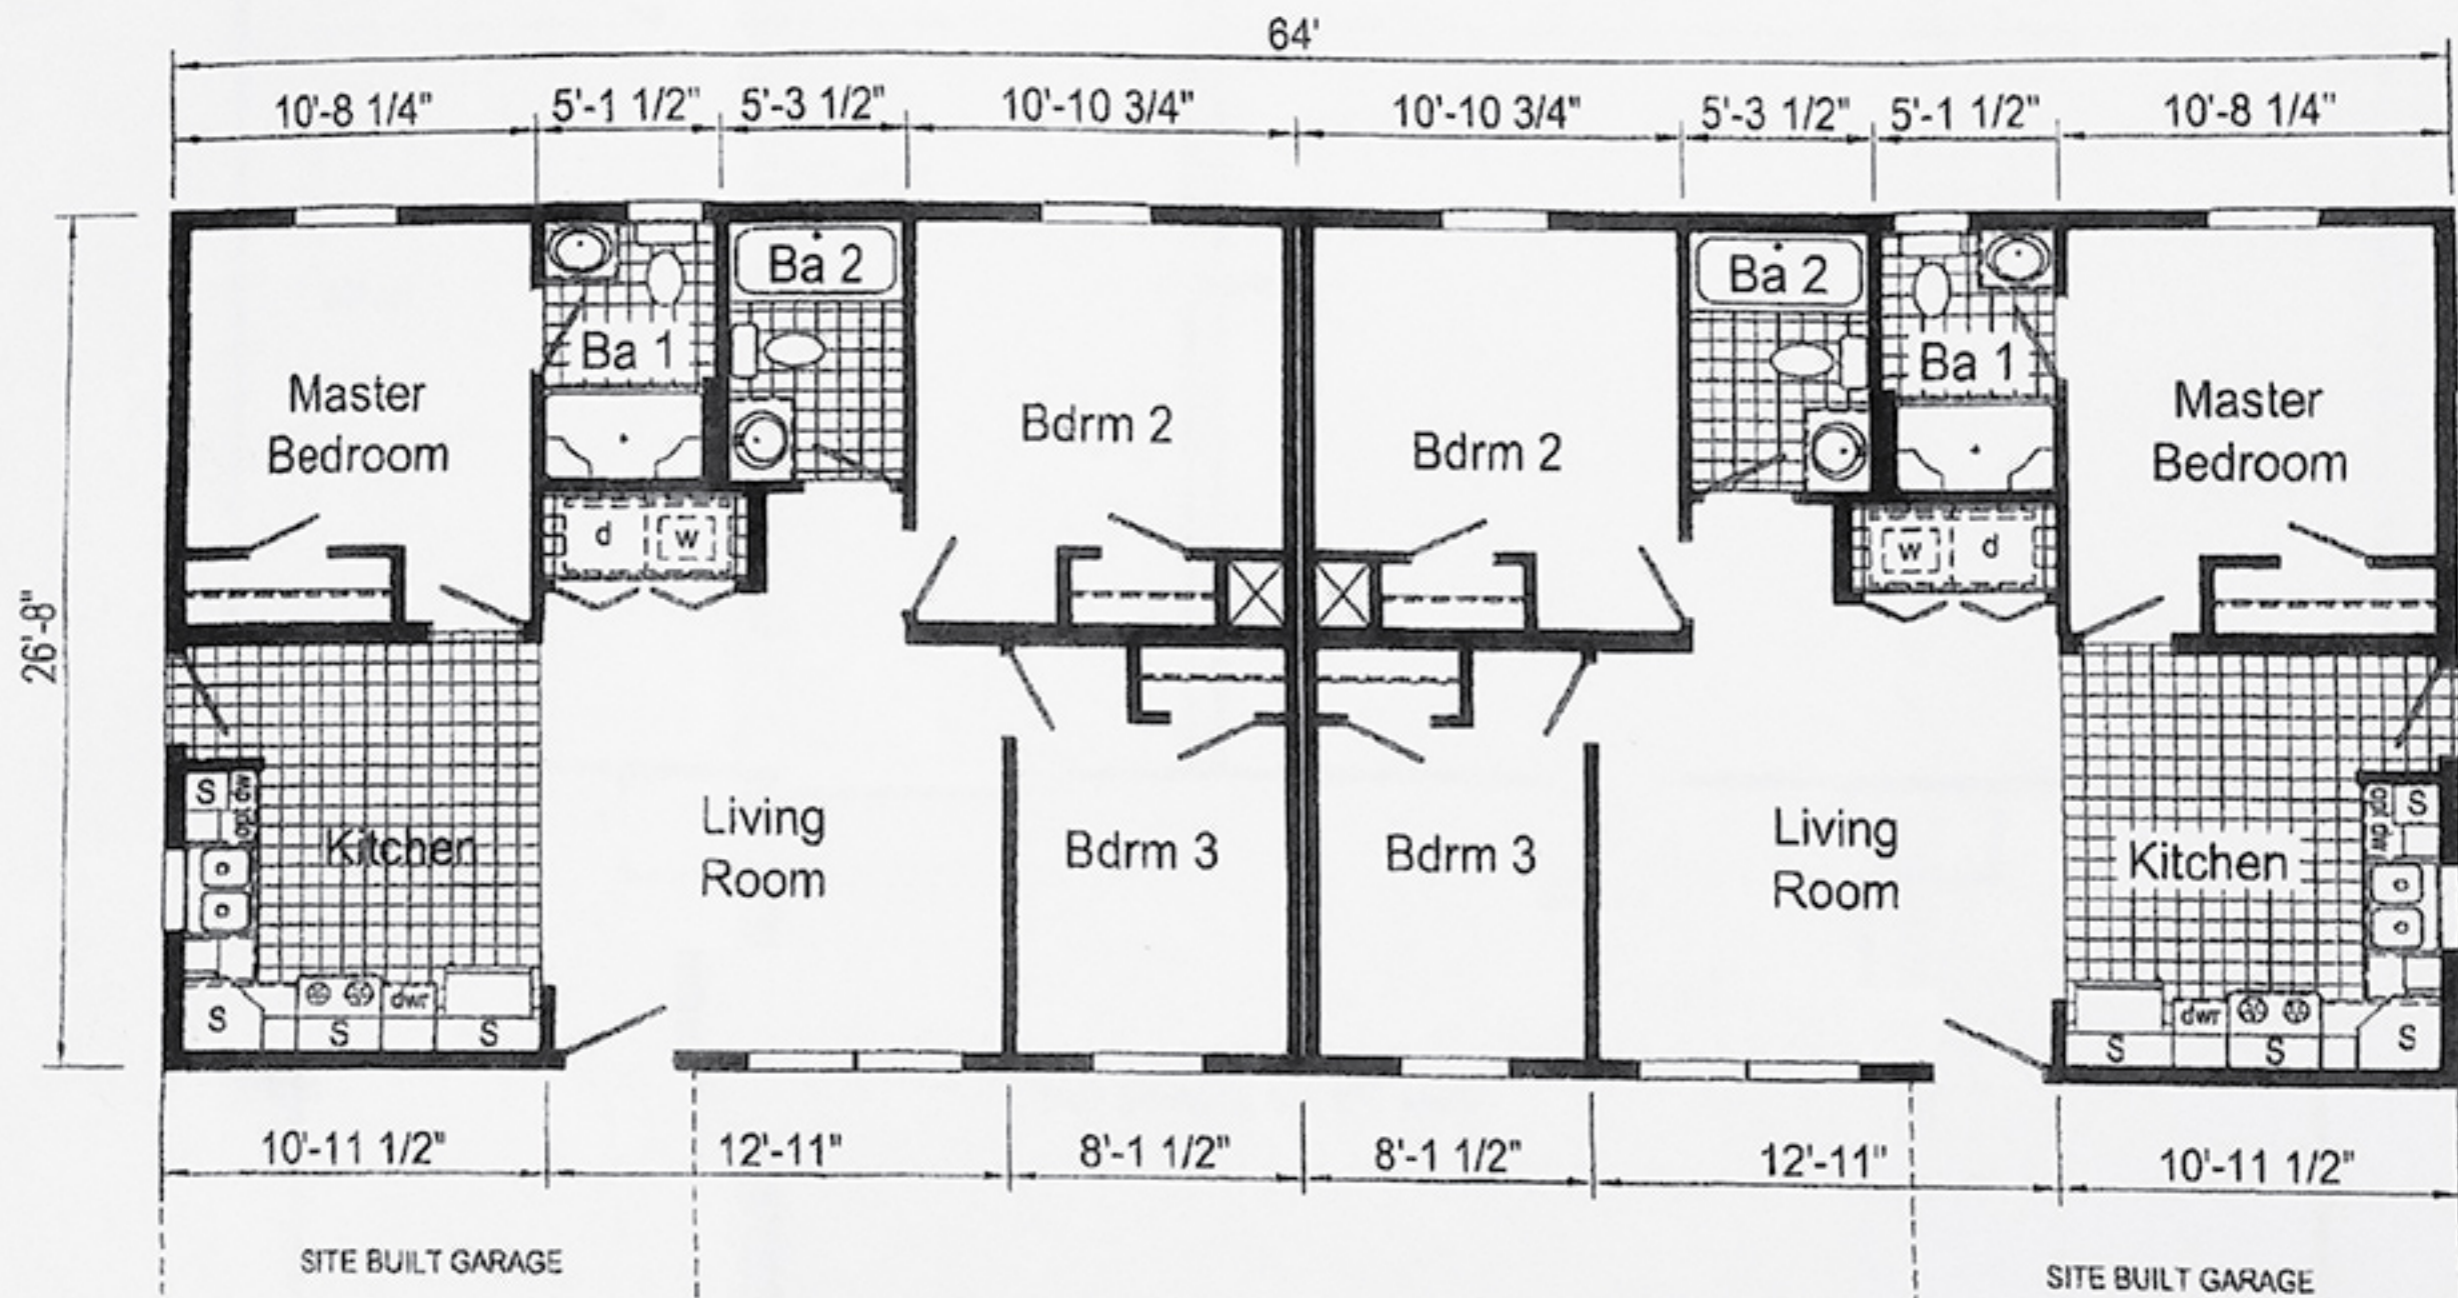 64'
10'-8 1/4" 5'-1 1/2" 5'-3 1/2" 10'-10 3/4" 10'-10 3/4" 5'-3 1/2" 5'-1 1/2" 10'-8 1/4"
26'-8"
Ba 2
Ba 2
Ba 1
Ba 1
Master
Bedroom
Bdrm 2
Bdrm 2
Master
Bedroom
d w
w d
S opt dw
opt dw S
Kitchen
Living
Room
Bdrm 3
Bdrm 3
Living
Room
Kitchen
S S dwr S
S dwr S S
10'-11 1/2" 12'-11" 8'-1 1/2" 8'-1 1/2" 12'-11" 10'-11 1/2"
SITE BUILT GARAGE
SITE BUILT GARAGE